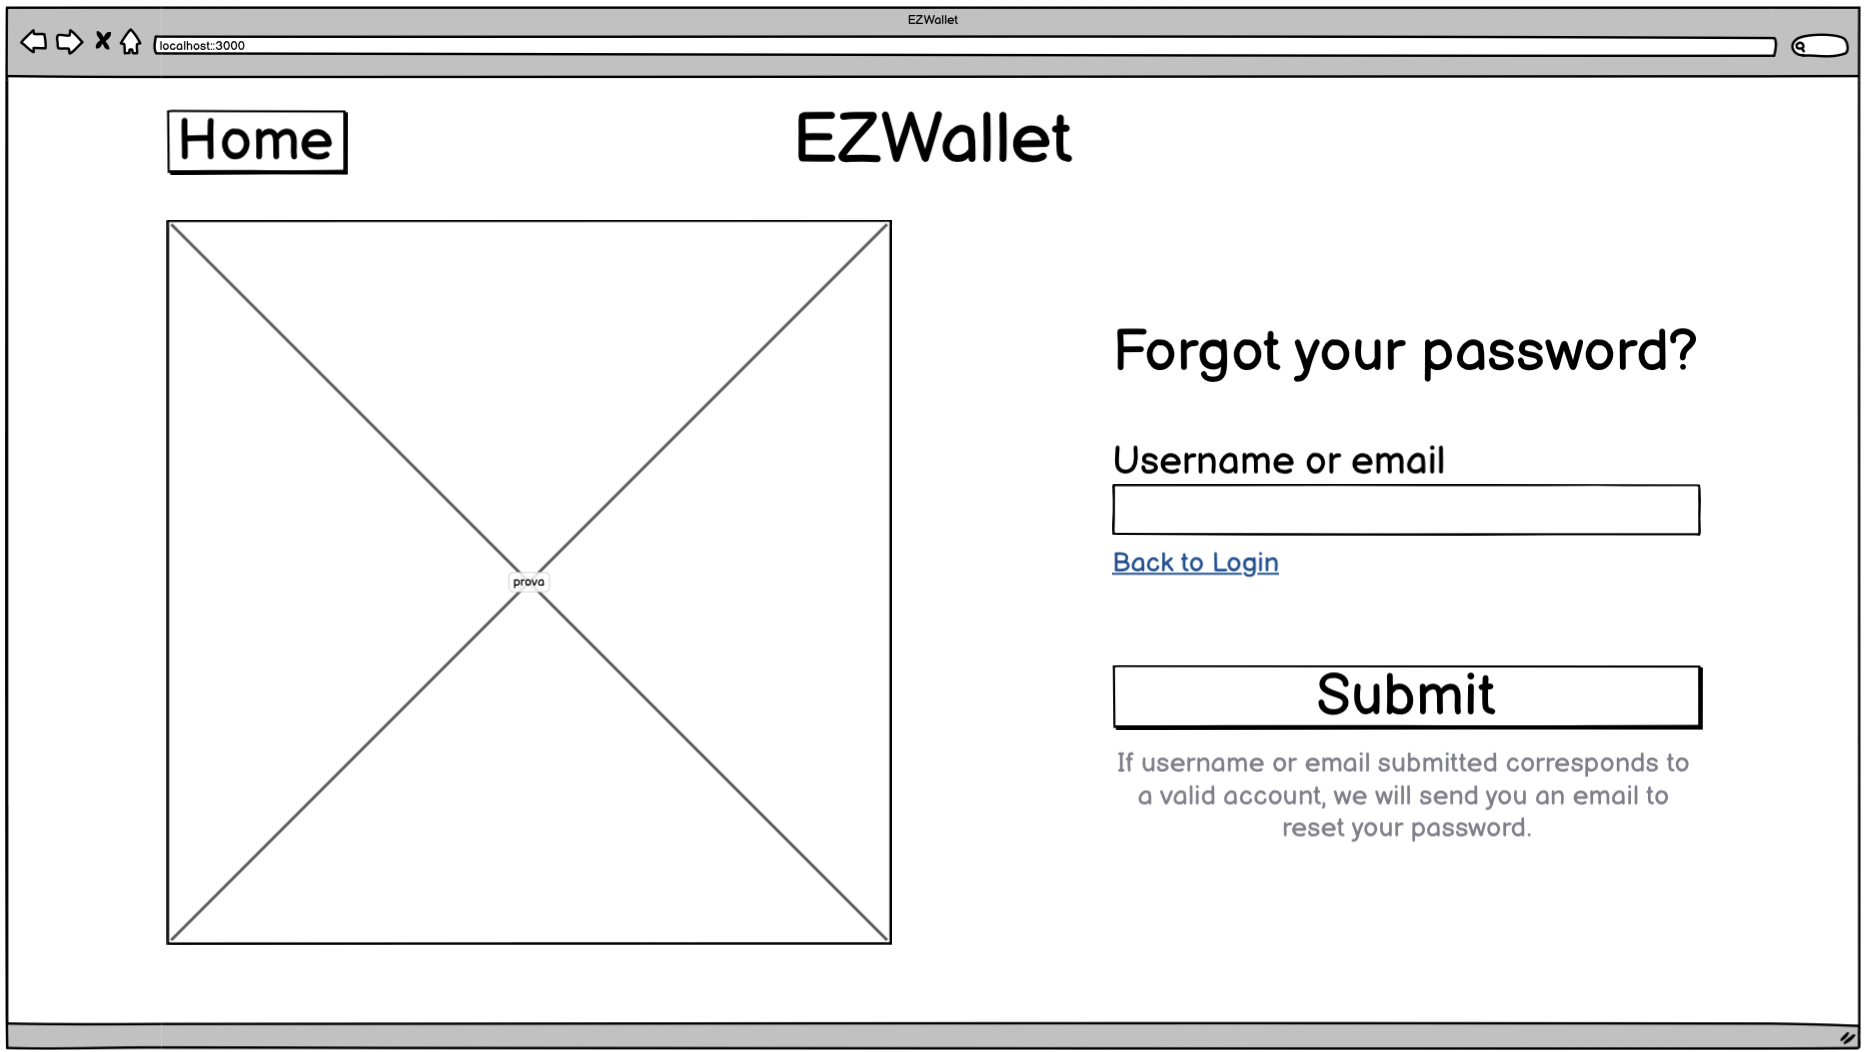 EZWallet
localhost::3000
Home
EZWallet
prova
Forgot your password?
Username or email
Back to Login
Submit
If username or email submitted corresponds to
a valid account, we will send you an email to
reset your password.